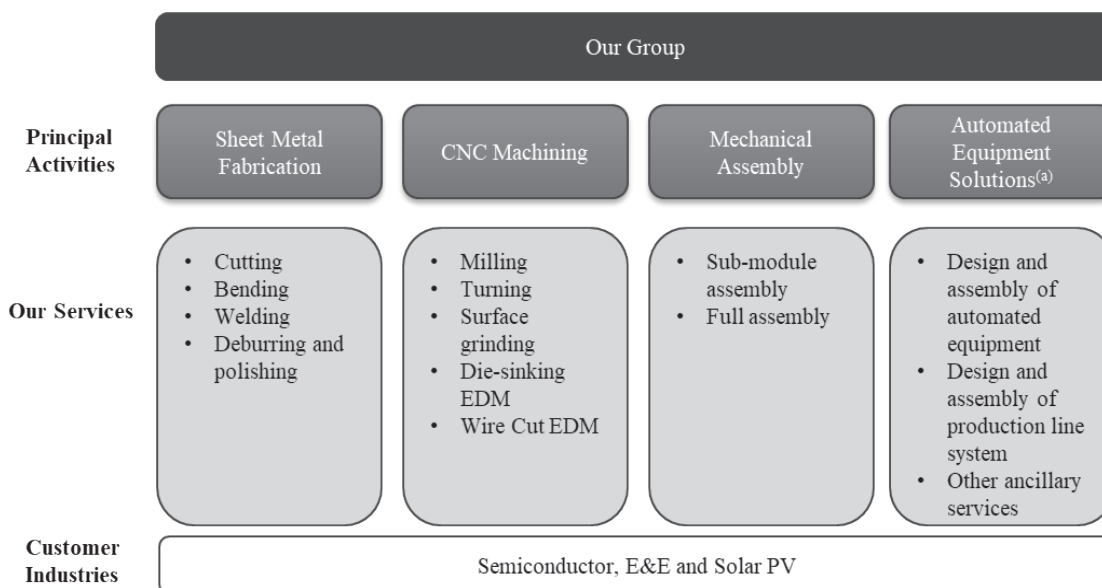 Our Group
Principal
Activities
Sheet Metal
Fabrication
CNC Machining
Mechanical
Assembly
Automated
Equipment
Solutions(a)
Our Services
• Cutting
• Bending
• Welding
• Deburring and
polishing
• Milling
• Turning
• Surface
grinding
• Die-sinking
EDM
• Wire Cut EDM
• Sub-module
assembly
• Full assembly
• Design and
assembly of
automated
equipment
• Design and
assembly of
production line
system
• Other ancillary
services
Customer
Industries
Semiconductor, E&E and Solar PV